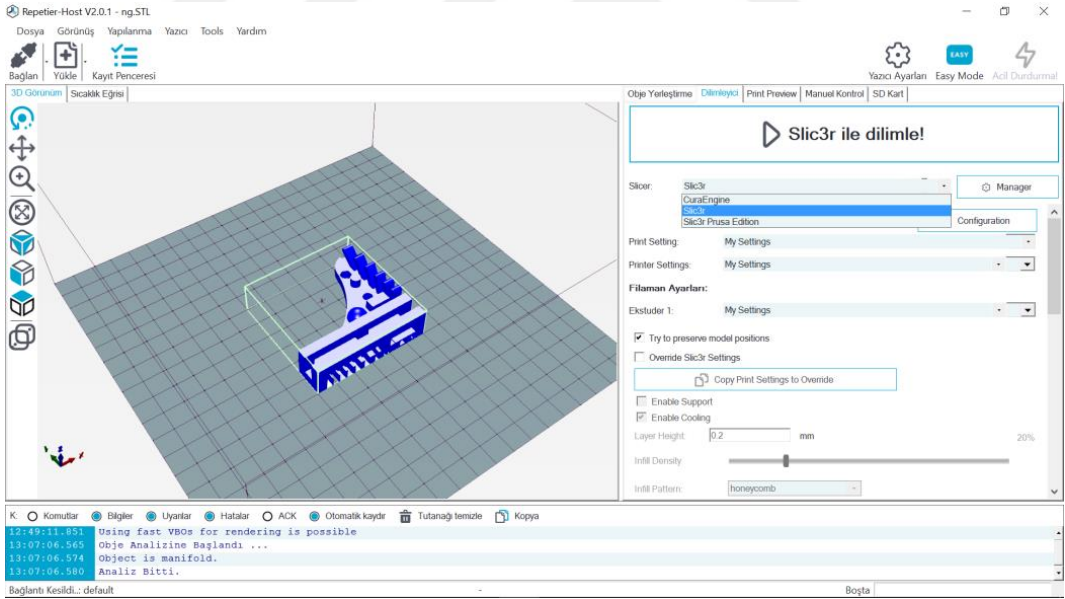 Repetier-Host V2.0.1 - ng.STL
Dosya Görünüş Yapılanma Yazıcı Tools Yardım
Bağlan Yükle Kayıt Penceresi Yazıcı Ayarları EASY Easy Mode Acil Durdurma!
3D Görünüm Sıcaklık Eğrisi
Obje Yerleştirme Dilimleyici Print Preview Manuel Kontrol SD Kart
Slic3r ile dilimle!
Slicer: Slic3r Manager
CuraEngine
Slic3r
Slic3r Prusa Edition
Configuration
Print Setting: My Settings
Printer Settings: My Settings
Filaman Ayarları:
Ekstuder 1: My Settings
Try to preserve model positions
Override Slic3r Settings
Copy Print Settings to Override
Enable Support
Enable Cooling
Layer Height: 0.2 mm 20%
Infill Density
Infill Pattern: honeycomb
K: Komutlar Bilgiler Uyarılar Hatalar ACK Otomatik kaydır Tutanağı temizle Kopya
12:49:11.851 Using fast VBOs for rendering is possible
13:07:06.565 Obje Analizine Başlandı ...
13:07:06.574 Object is manifold.
13:07:06.580 Analiz Bitti.
Bağlantı Kesildi..: default - Boşta